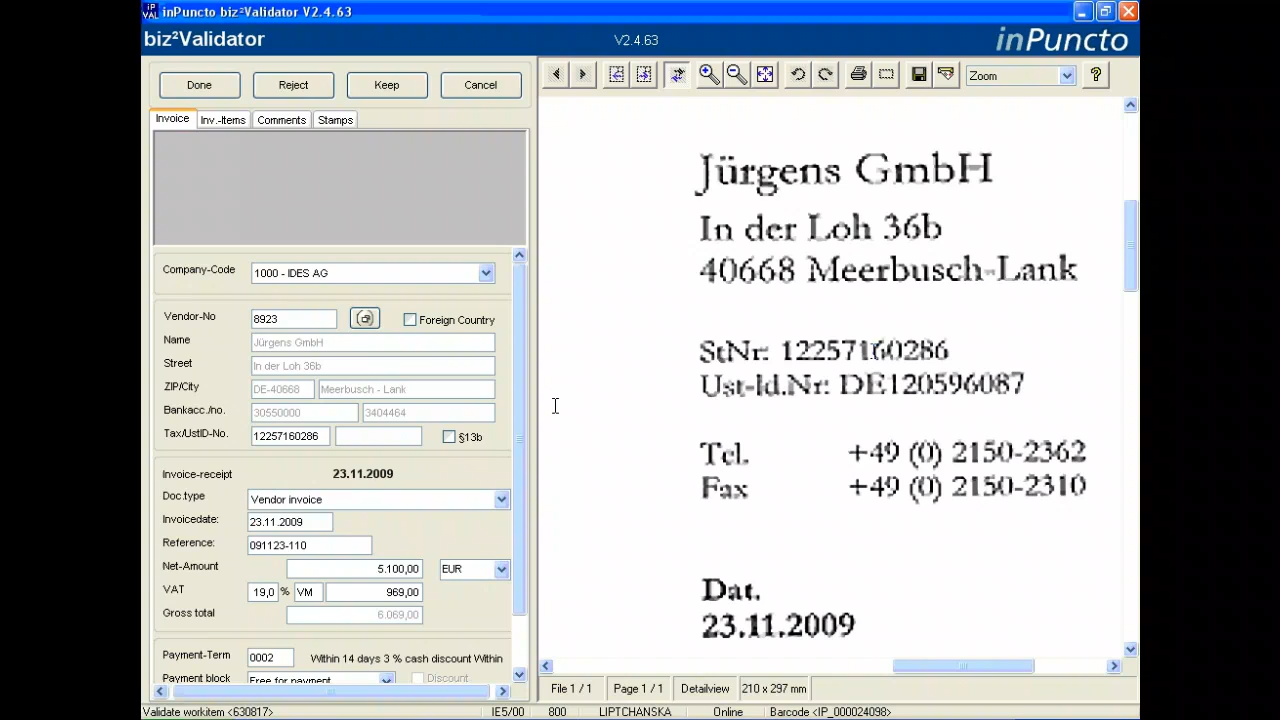 inPuncto biz²Validator V2.4.63
biz²Validator
V2.4.63
inPuncto
Done
Reject
Keep
Cancel
Zoom
Invoice
Inv.-Items
Comments
Stamps
Company-Code
1000 - IDES AG
Vendor-No
8923
Foreign Country
Name
Jürgens GmbH
Street
In der Loh 36b
ZIP/City
DE-40668
Meerbusch - Lank
Bankacc./no.
30550000
3404464
Tax/UstID-No.
12257160286
§13b
Invoice-receipt
23.11.2009
Doc.type
Vendor invoice
Invoicedate:
23.11.2009
Reference:
091123-110
Net-Amount
5.100,00
EUR
VAT
19,0
%
VM
969,00
Gross total
6.069,00
Payment-Term
0002
Within 14 days 3 % cash discount Within
Payment block
Free for payment
Discount
Jürgens GmbH
In der Loh 36b
40668 Meerbusch-Lank
StNr: 12257160286
Ust-Id.Nr: DE120596087
Tel. +49 (0) 2150-2362
Fax +49 (0) 2150-2310
Dat.
23.11.2009
File 1 / 1
Page 1 / 1
Detailview
210 x 297 mm
Validate workitem <630817>
IE5/00
800
LIPTCHANSKA
Online
Barcode <IP_000024098>